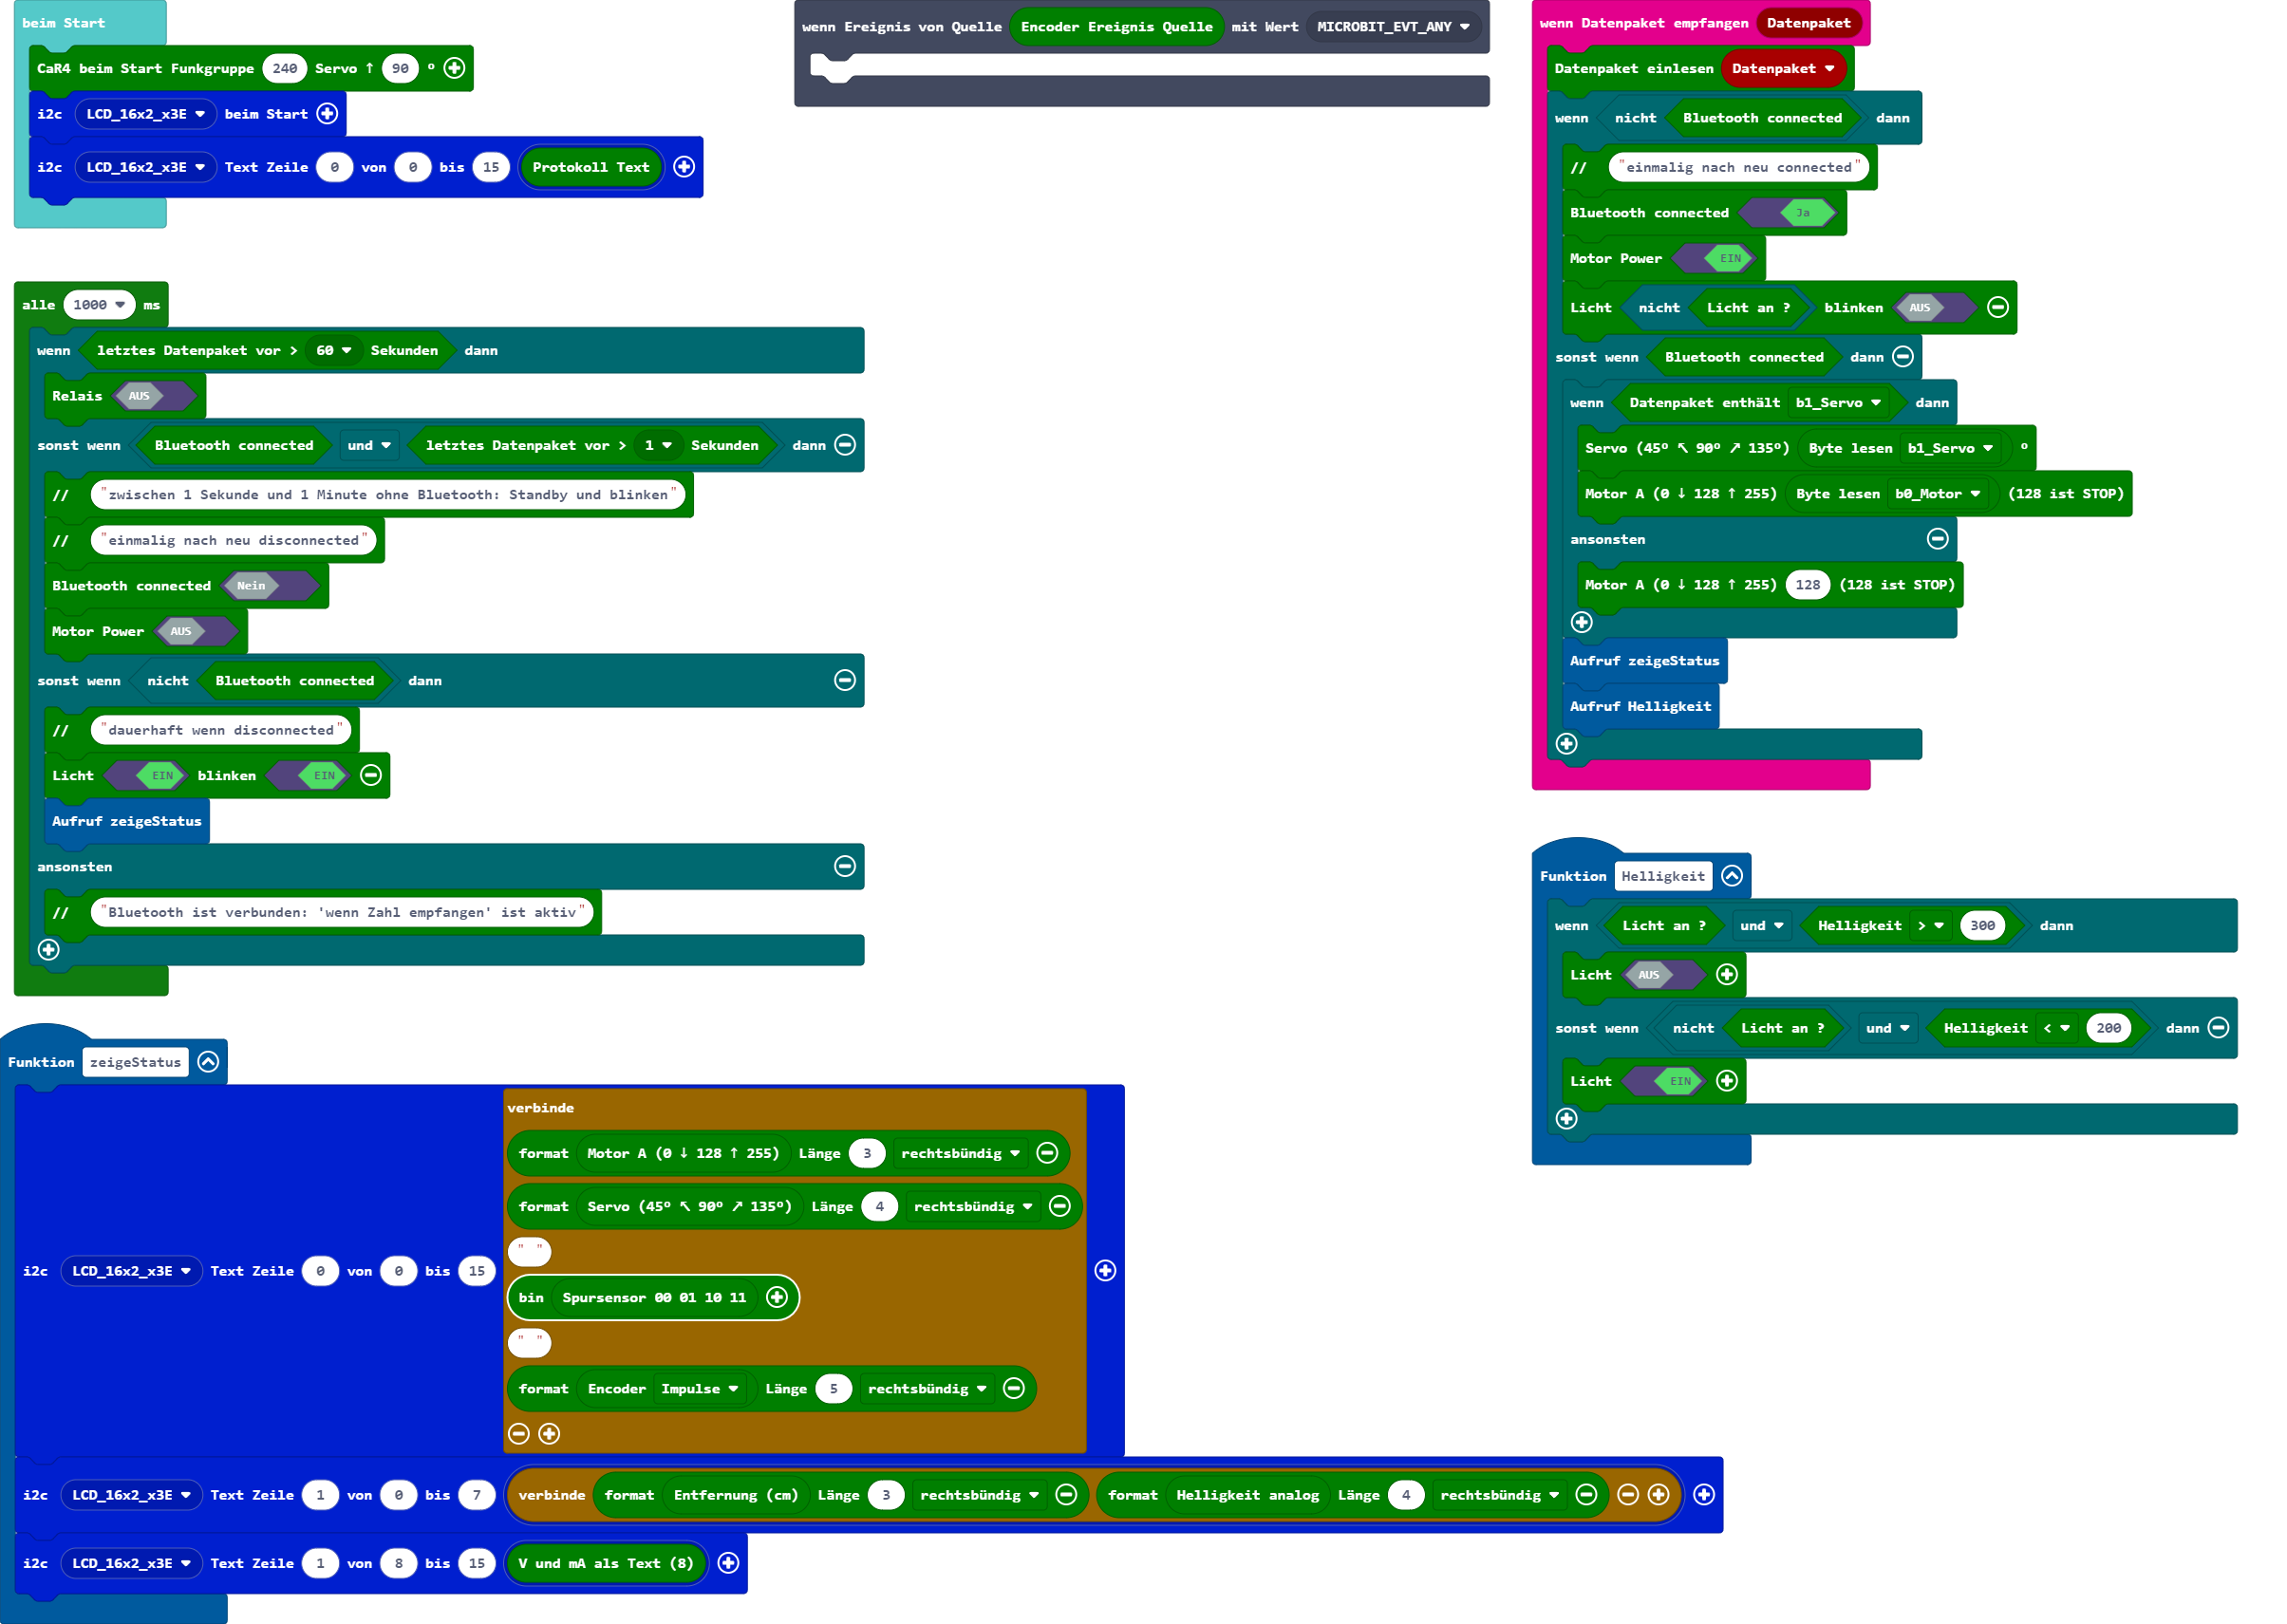 beim Start
CaR4 beim Start Funkgruppe 240 Servo ↑ 90 °
i2c LCD_16x2_x3E beim Start
i2c LCD_16x2_x3E Text Zeile 0 von 0 bis 15 Protokoll Text
wenn Ereignis von Quelle Encoder Ereignis Quelle mit Wert MICROBIT_EVT_ANY
alle 1000 ms
wenn letztes Datenpaket vor > 60 Sekunden dann
Relais AUS
sonst wenn Bluetooth connected und letztes Datenpaket vor > 1 Sekunden dann
// "zwischen 1 Sekunde und 1 Minute ohne Bluetooth: Standby und blinken"
// "einmalig nach neu disconnected"
Bluetooth connected Nein
Motor Power AUS
sonst wenn nicht Bluetooth connected dann
// "dauerhaft wenn disconnected"
Licht EIN blinken EIN
Aufruf zeigeStatus
ansonsten
// "Bluetooth ist verbunden: 'wenn Zahl empfangen' ist aktiv"
wenn Datenpaket empfangen Datenpaket
Datenpaket einlesen Datenpaket
wenn nicht Bluetooth connected dann
// "einmalig nach neu connected"
Bluetooth connected Ja
Motor Power EIN
Licht nicht Licht an ? blinken AUS
sonst wenn Bluetooth connected dann
wenn Datenpaket enthält b1_Servo dann
Servo (45° ↖ 90° ↗ 135°) Byte lesen b1_Servo °
Motor A (0 ↓ 128 ↑ 255) Byte lesen b0_Motor (128 ist STOP)
ansonsten
Motor A (0 ↓ 128 ↑ 255) 128 (128 ist STOP)
Aufruf zeigeStatus
Aufruf Helligkeit
Funktion Helligkeit
wenn Licht an ? und Helligkeit > 300 dann
Licht AUS
sonst wenn nicht Licht an ? und Helligkeit < 200 dann
Licht EIN
Funktion zeigeStatus
i2c LCD_16x2_x3E Text Zeile 0 von 0 bis 15
verbinde
format Motor A (0 ↓ 128 ↑ 255) Länge 3 rechtsbündig
format Servo (45° ↖ 90° ↗ 135°) Länge 4 rechtsbündig
" "
bin Spursensor 00 01 10 11
" "
format Encoder Impulse Länge 5 rechtsbündig
i2c LCD_16x2_x3E Text Zeile 1 von 0 bis 7 verbinde format Entfernung (cm) Länge 3 rechtsbündig format Helligkeit analog Länge 4 rechtsbündig
i2c LCD_16x2_x3E Text Zeile 1 von 8 bis 15 V und mA als Text (8)